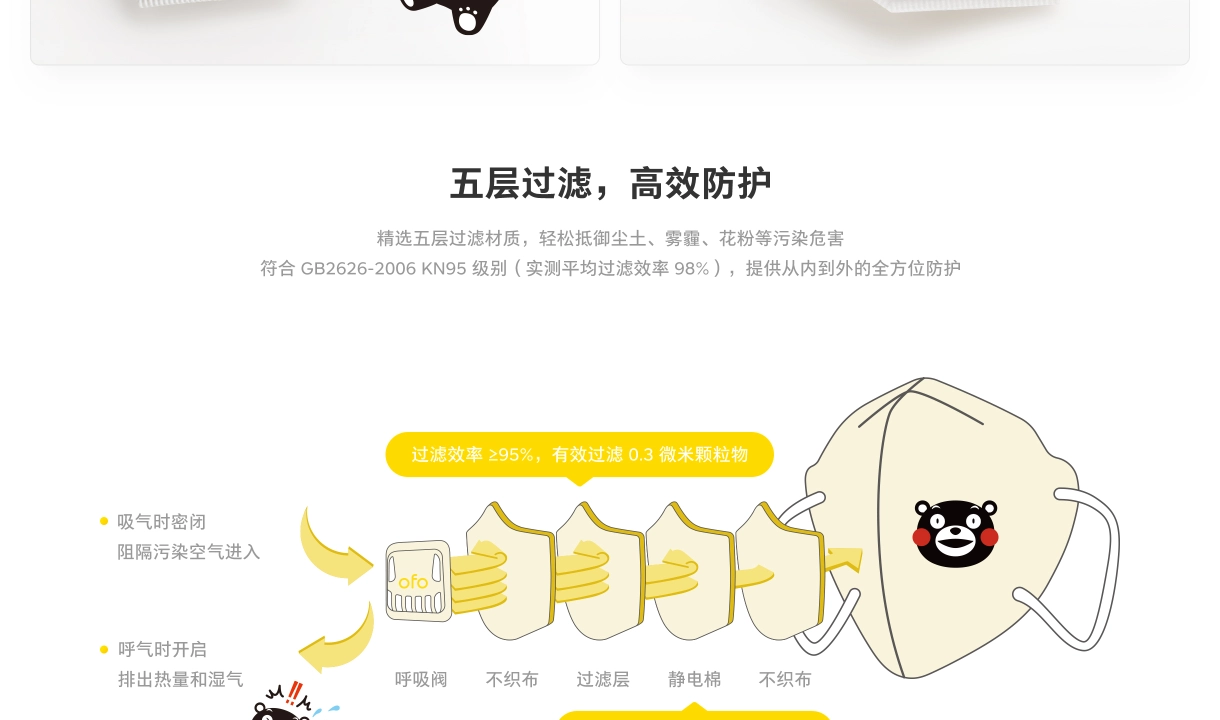 五层过滤，高效防护
精选五层过滤材质，轻松抵御尘土、雾霾、花粉等污染危害
符合 GB2626-2006 KN95 级别（实测平均过滤效率 98%），提供从内到外的全方位防护
过滤效率 ≥95%，有效过滤 0.3 微米颗粒物
吸气时密闭
阻隔污染空气进入
ofo
呼气时开启
排出热量和湿气
呼吸阀 不织布 过滤层 静电棉 不织布
!!